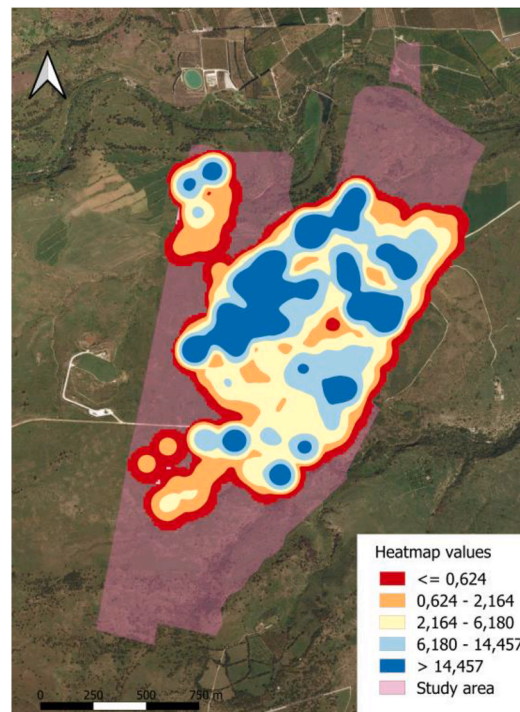 Heatmap values
<= 0,624
0,624 - 2,164
2,164 - 6,180
6,180 - 14,457
> 14,457
Study area
0 250 500 750 m